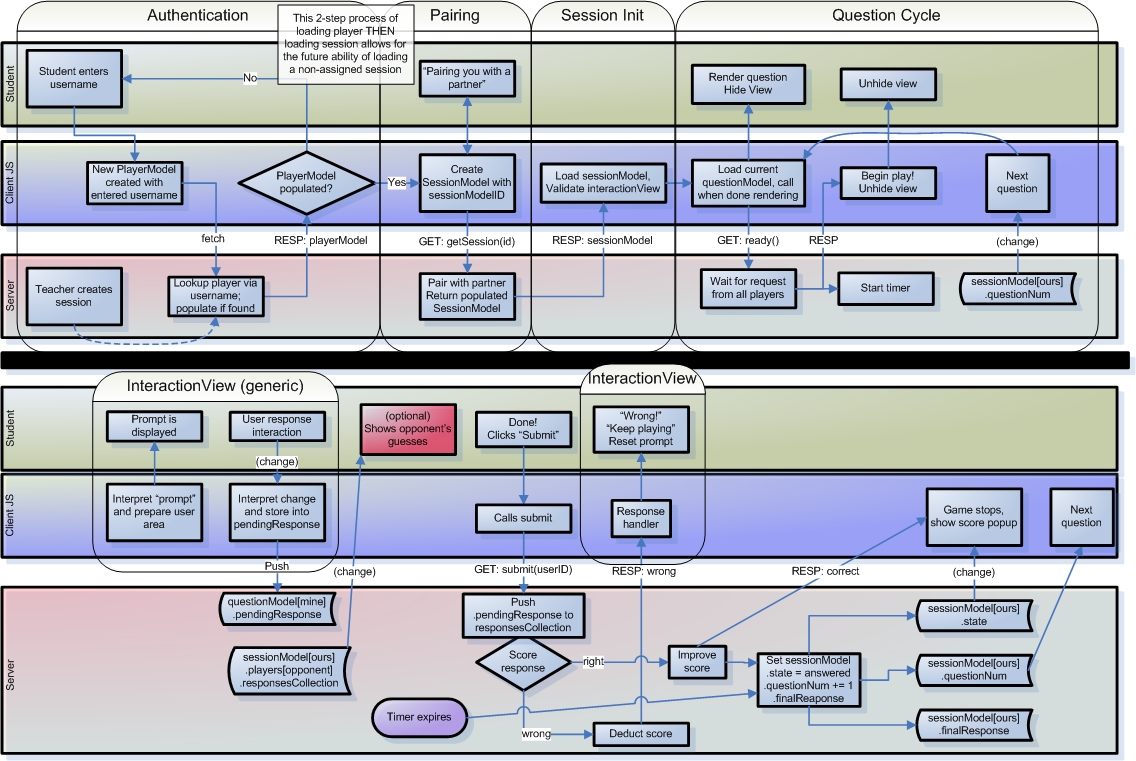 Authentication
Pairing
Session Init
Question Cycle
This 2-step process of
loading player THEN
loading session allows for
the future ability of loading
a non-assigned session
Student
Student enters
username
No
“Pairing you with a
partner”
Render question
Hide View
Unhide view
Client JS
New PlayerModel
created with
entered username
PlayerModel
populated?
Yes
Create
SessionModel with
sessionModelID
Load sessionModel,
Validate interactionView
Load current
questionModel, call
when done rendering
Begin play!
Unhide view
Next
question
fetch
RESP: playerModel
GET: getSession(id)
RESP: sessionModel
GET: ready()
RESP
(change)
Server
Teacher creates
session
Lookup player via
username;
populate if found
Pair with partner
Return populated
SessionModel
Wait for request
from all players
Start timer
sessionModel[ours]
.questionNum
InteractionView (generic)
InteractionView
Student
Prompt is
displayed
User response
interaction
(change)
(optional)
Shows opponent’s
guesses
Done!
Clicks “Submit”
“Wrong!”
“Keep playing”
Reset prompt
Client JS
Interpret “prompt”
and prepare user
area
Interpret change
and store into
pendingResponse
Calls submit
Response
handler
Game stops,
show score popup
Next
question
Push
(change)
GET: submit(userID)
RESP: wrong
RESP: correct
(change)
Server
questionModel[mine]
.pendingResponse
sessionModel[ours]
.players[opponent]
.responsesCollection
Push
.pendingResponse to
responsesCollection
Score
response
right
Improve
score
Set sessionModel
.state = answered
.questionNum += 1
.finalReaponse
sessionModel[ours]
.state
sessionModel[ours]
.questionNum
sessionModel[ours]
.finalResponse
Timer expires
wrong
Deduct score